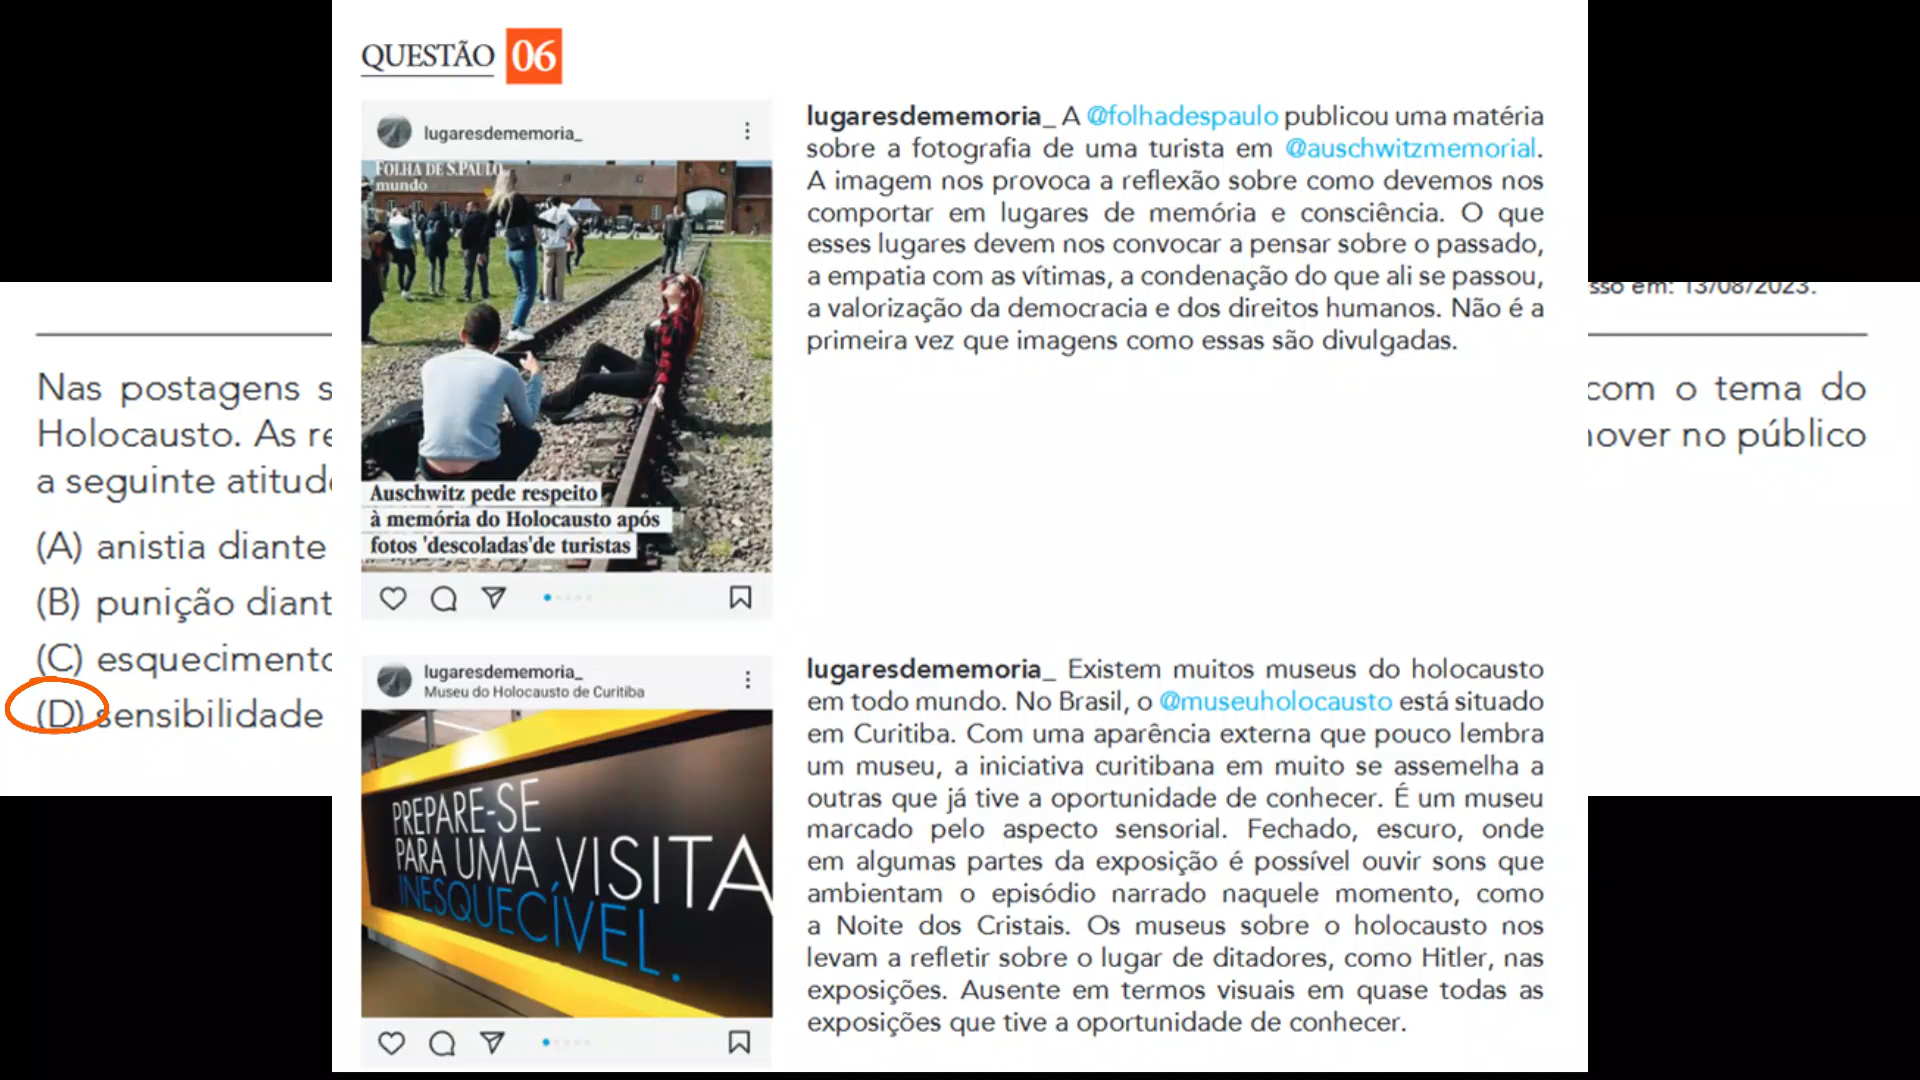 QUESTÃO 06
lugaresdememoria_
FOLHA DE S.PAULO
mundo
Auschwitz pede respeito
à memória do Holocausto após
fotos 'descoladas'de turistas
lugaresdememoria_ A @folhadespaulo publicou uma matéria
sobre a fotografia de uma turista em @auschwitzmemorial.
A imagem nos provoca a reflexão sobre como devemos nos
comportar em lugares de memória e consciência. O que
esses lugares devem nos convocar a pensar sobre o passado,
a empatia com as vítimas, a condenação do que ali se passou,
a valorização da democracia e dos direitos humanos. Não é a
primeira vez que imagens como essas são divulgadas.
lugaresdememoria_
Museu do Holocausto de Curitiba
PREPARE-SE
PARA UMA VISITA
INESQUECÍVEL.
lugaresdememoria_ Existem muitos museus do holocausto
em todo mundo. No Brasil, o @museuholocausto está situado
em Curitiba. Com uma aparência externa que pouco lembra
um museu, a iniciativa curitibana em muito se assemelha a
outras que já tive a oportunidade de conhecer. É um museu
marcado pelo aspecto sensorial. Fechado, escuro, onde
em algumas partes da exposição é possível ouvir sons que
ambientam o episódio narrado naquele momento, como
a Noite dos Cristais. Os museus sobre o holocausto nos
levam a refletir sobre o lugar de ditadores, como Hitler, nas
exposições. Ausente em termos visuais em quase todas as
exposições que tive a oportunidade de conhecer.
em: 13/08/2023.
Nas postagens
com o tema do
Holocausto. As
no público
a seguinte
(A) anistia diante
(B) punição
(C)
(D) sensibilidade